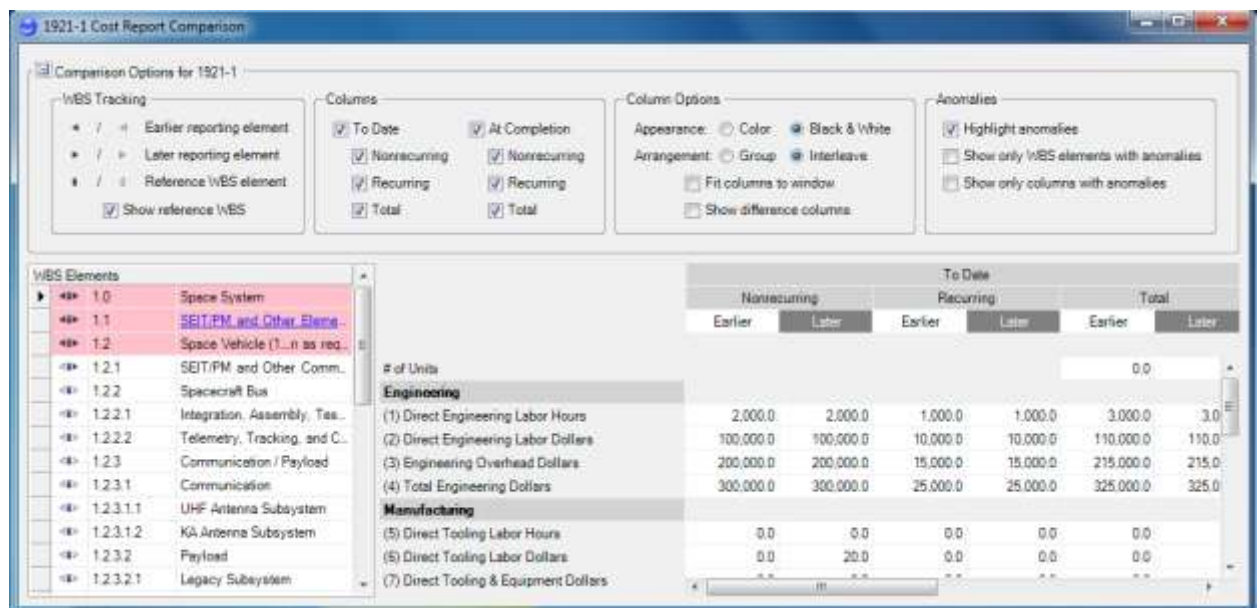 1921-1 Cost Report Comparison
Comparison Options for 1921-1
WBS Tracking
/ Earlier reporting element
/ Later reporting element
/ Reference WBS element
Show reference WBS
Columns
To Date At Completion
Nonrecurring Nonrecurring
Recurring Recurring
Total Total
Column Options
Appearance: Color Black & White
Arrangement: Group Interleave
Fit columns to window
Show difference columns
Anomalies
Highlight anomalies
Show only WBS elements with anomalies
Show only columns with anomalies
WBS Elements
1.0 Space System
1.1 SEIT/PM and Other Eleme..
1.2 Space Vehicle (1...n as req..
1.2.1 SEIT/PM and Other Comm..
1.2.2 Spacecraft Bus
1.2.2.1 Integration, Assembly, Tes..
1.2.2.2 Telemetry, Tracking, and C..
1.2.3 Communication / Payload
1.2.3.1 Communication
1.2.3.1.1 UHF Antenna Subsystem
1.2.3.1.2 KA Antenna Subsystem
1.2.3.2 Payload
1.2.3.2.1 Legacy Subsystem
To Date
Nonrecurring Recurring Total
Earlier Later Earlier Later Earlier Later
# of Units 0.0
Engineering
(1) Direct Engineering Labor Hours 2,000.0 2,000.0 1,000.0 1,000.0 3,000.0 3.0
(2) Direct Engineering Labor Dollars 100,000.0 100,000.0 10,000.0 10,000.0 110,000.0 110.0
(3) Engineering Overhead Dollars 200,000.0 200,000.0 15,000.0 15,000.0 215,000.0 215.0
(4) Total Engineering Dollars 300,000.0 300,000.0 25,000.0 25,000.0 325,000.0 325.0
Manufacturing
(5) Direct Tooling Labor Hours 0.0 0.0 0.0 0.0 0.0
(6) Direct Tooling Labor Dollars 0.0 20.0 0.0 0.0 0.0
(7) Direct Tooling & Equipment Dollars